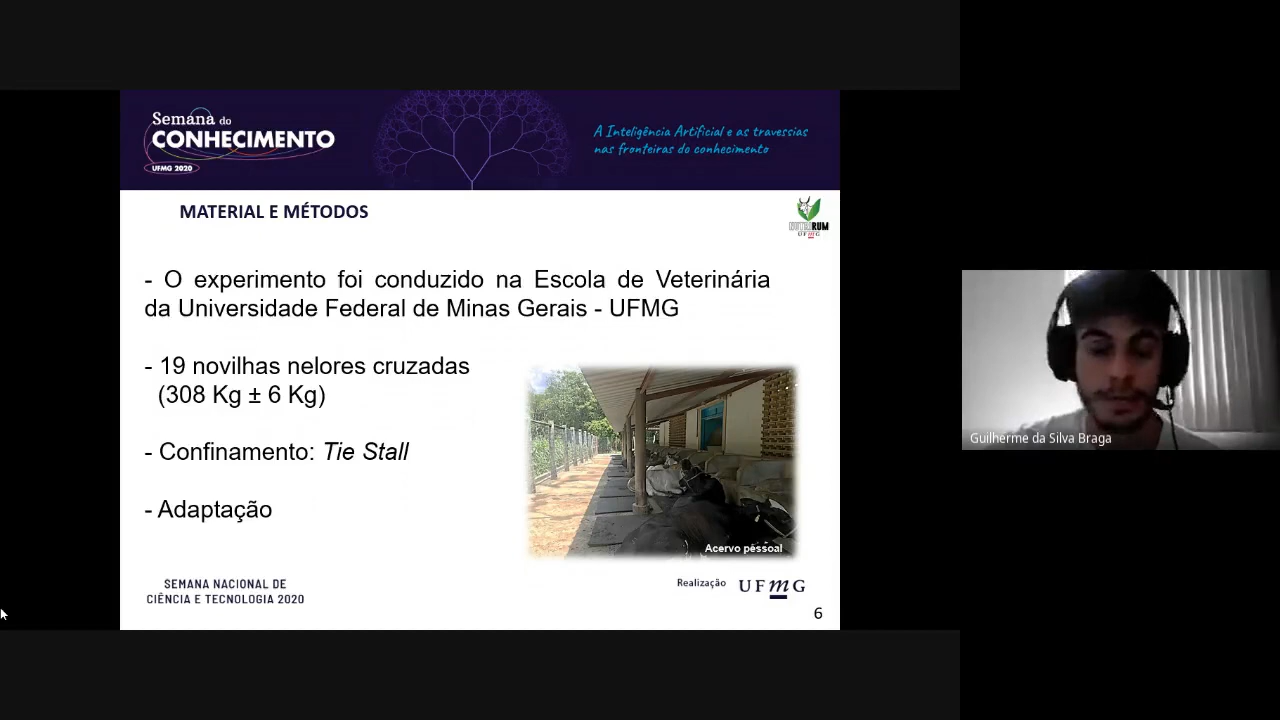 Semana do
CONHECIMENTO
UFMG 2020
A Inteligência Artificial e as travessias
nas fronteiras do conhecimento
MATERIAL E MÉTODOS
NUTRIRUM
UFmG
- O experimento foi conduzido na Escola de Veterinária
da Universidade Federal de Minas Gerais - UFMG
- 19 novilhas nelores cruzadas
(308 Kg ± 6 Kg)
- Confinamento: Tie Stall
- Adaptação
Acervo pessoal
SEMANA NACIONAL DE
CIÊNCIA E TECNOLOGIA 2020
Realização UFmG
6
Guilherme da Silva Braga